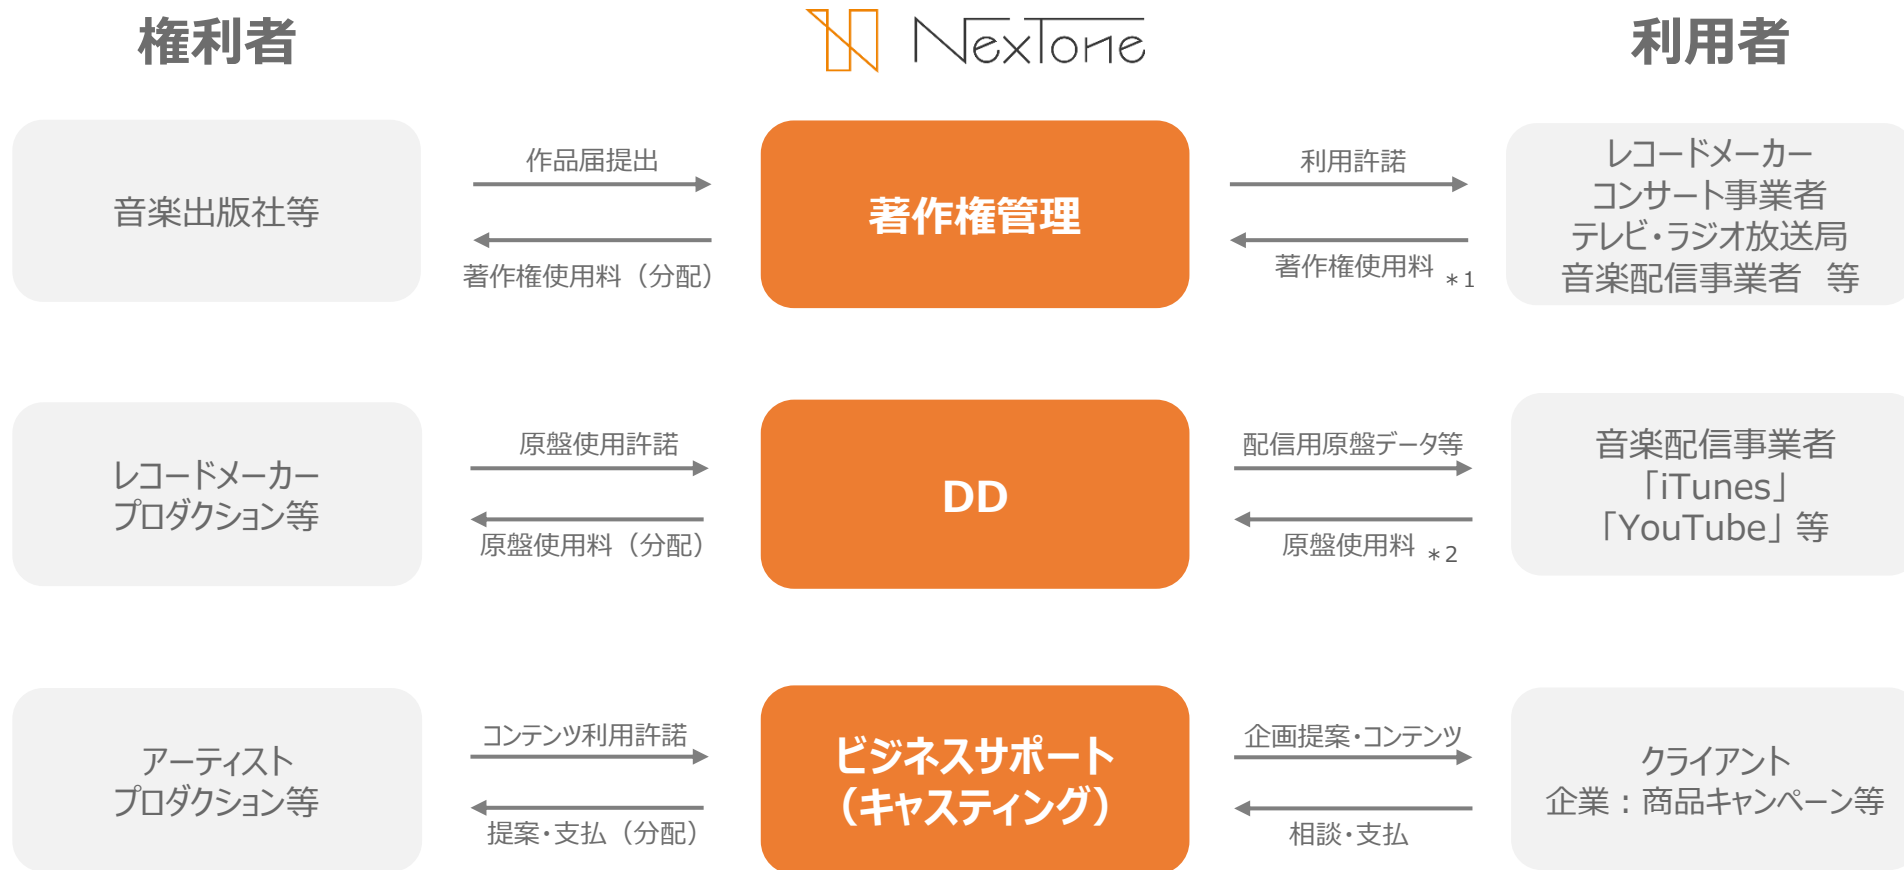 権利者
NexTone
利用者
音楽出版社等
作品届提出
著作権使用料（分配）
著作権管理
利用許諾
著作権使用料 ＊1
レコードメーカー
コンサート事業者
テレビ・ラジオ放送局
音楽配信事業者　等
レコードメーカー
プロダクション等
原盤使用許諾
原盤使用料（分配）
DD
配信用原盤データ等
原盤使用料 ＊2
音楽配信事業者
「iTunes」
「YouTube」等
アーティスト
プロダクション等
コンテンツ利用許諾
提案・支払（分配）
ビジネスサポート
（キャスティング）
企画提案・コンテンツ
相談・支払
クライアント
企業：商品キャンペーン等